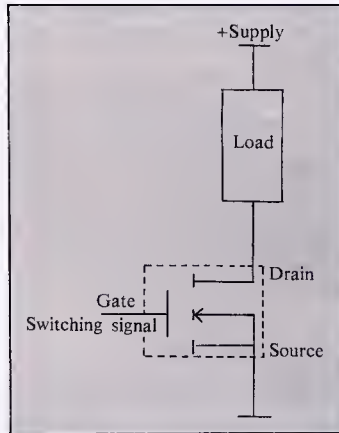 +Supply
Load
Drain
Gate
Switching signal
Source